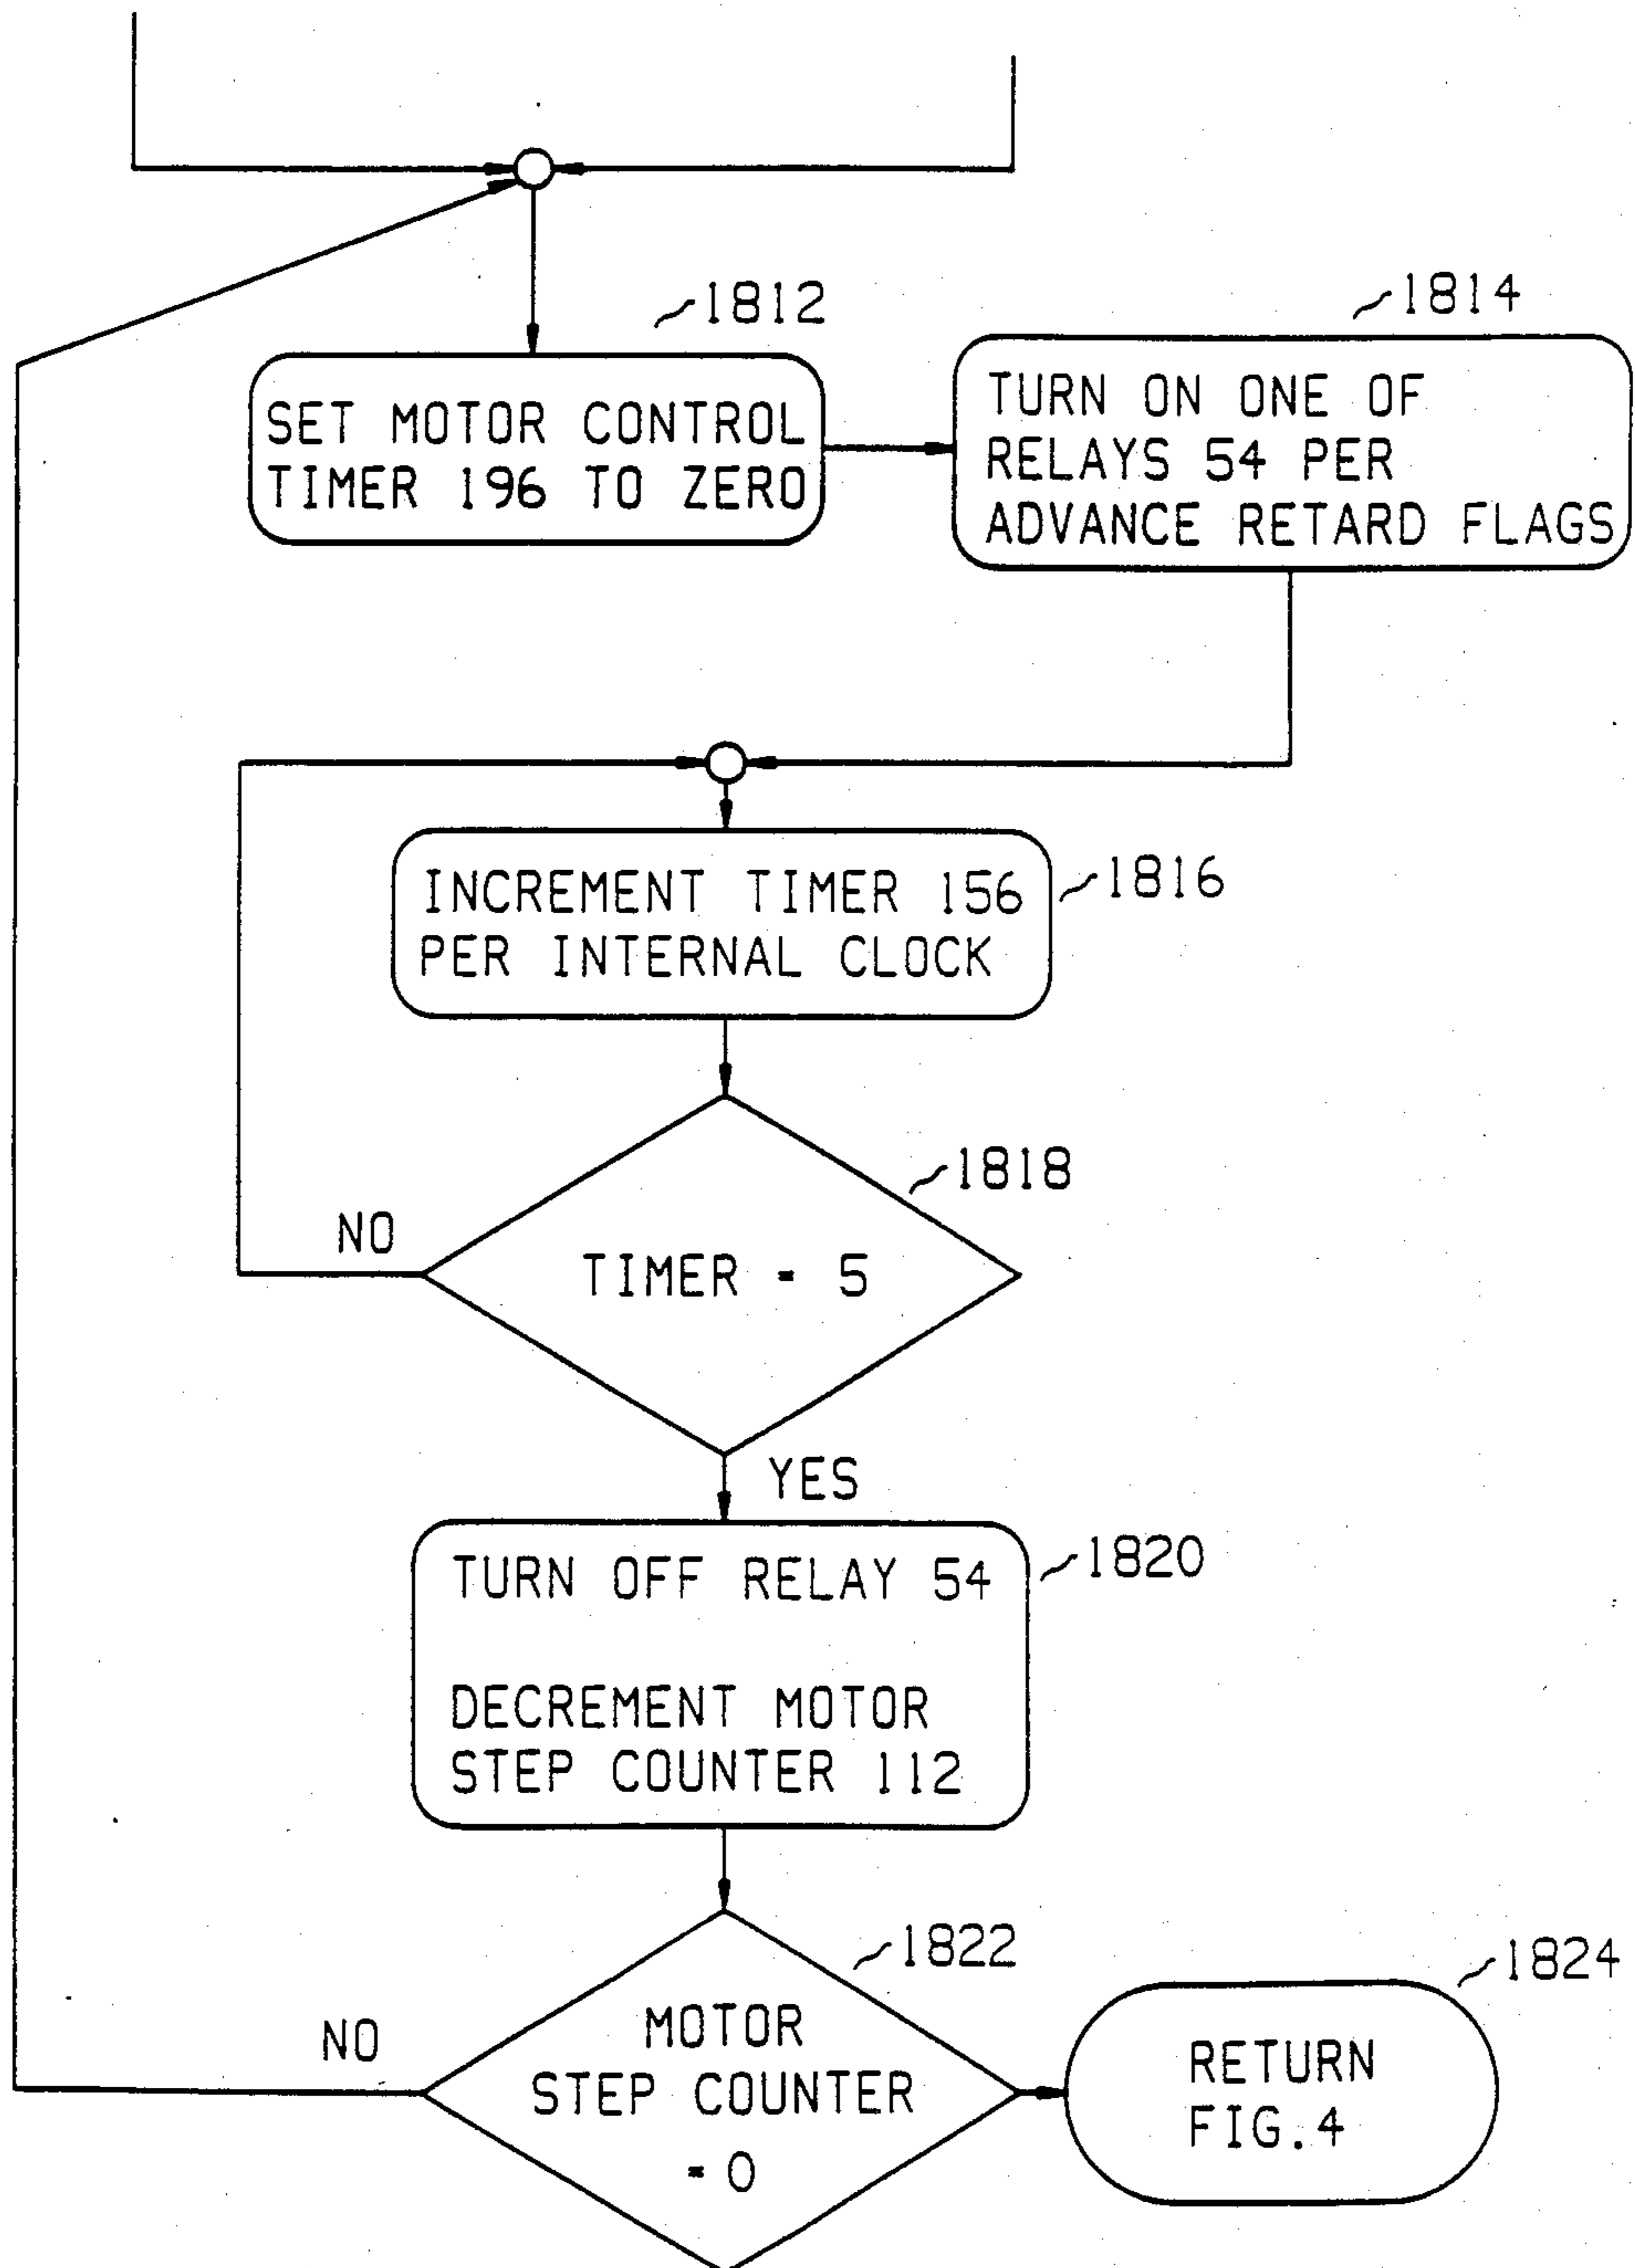 1812
SET MOTOR CONTROL
TIMER 196 TO ZERO
1814
TURN ON ONE OF
RELAYS 54 PER
ADVANCE RETARD FLAGS
INCREMENT TIMER 156
PER INTERNAL CLOCK
1816
1818
NO
TIMER = 5
YES
TURN OFF RELAY 54
DECREMENT MOTOR
STEP COUNTER 112
1820
1822
NO
MOTOR
STEP COUNTER
= 0
1824
RETURN
FIG.4